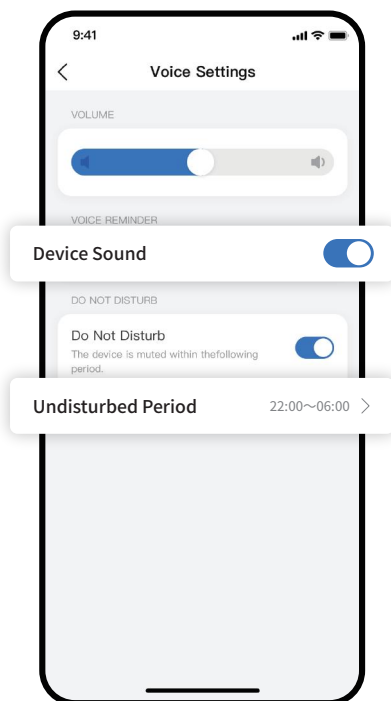 9:41
Voice Settings
VOLUME
VOICE REMINDER
Device Sound
DO NOT DISTURB
Do Not Disturb
The device is muted within thefollowing
period.
Undisturbed Period 22:00～06:00